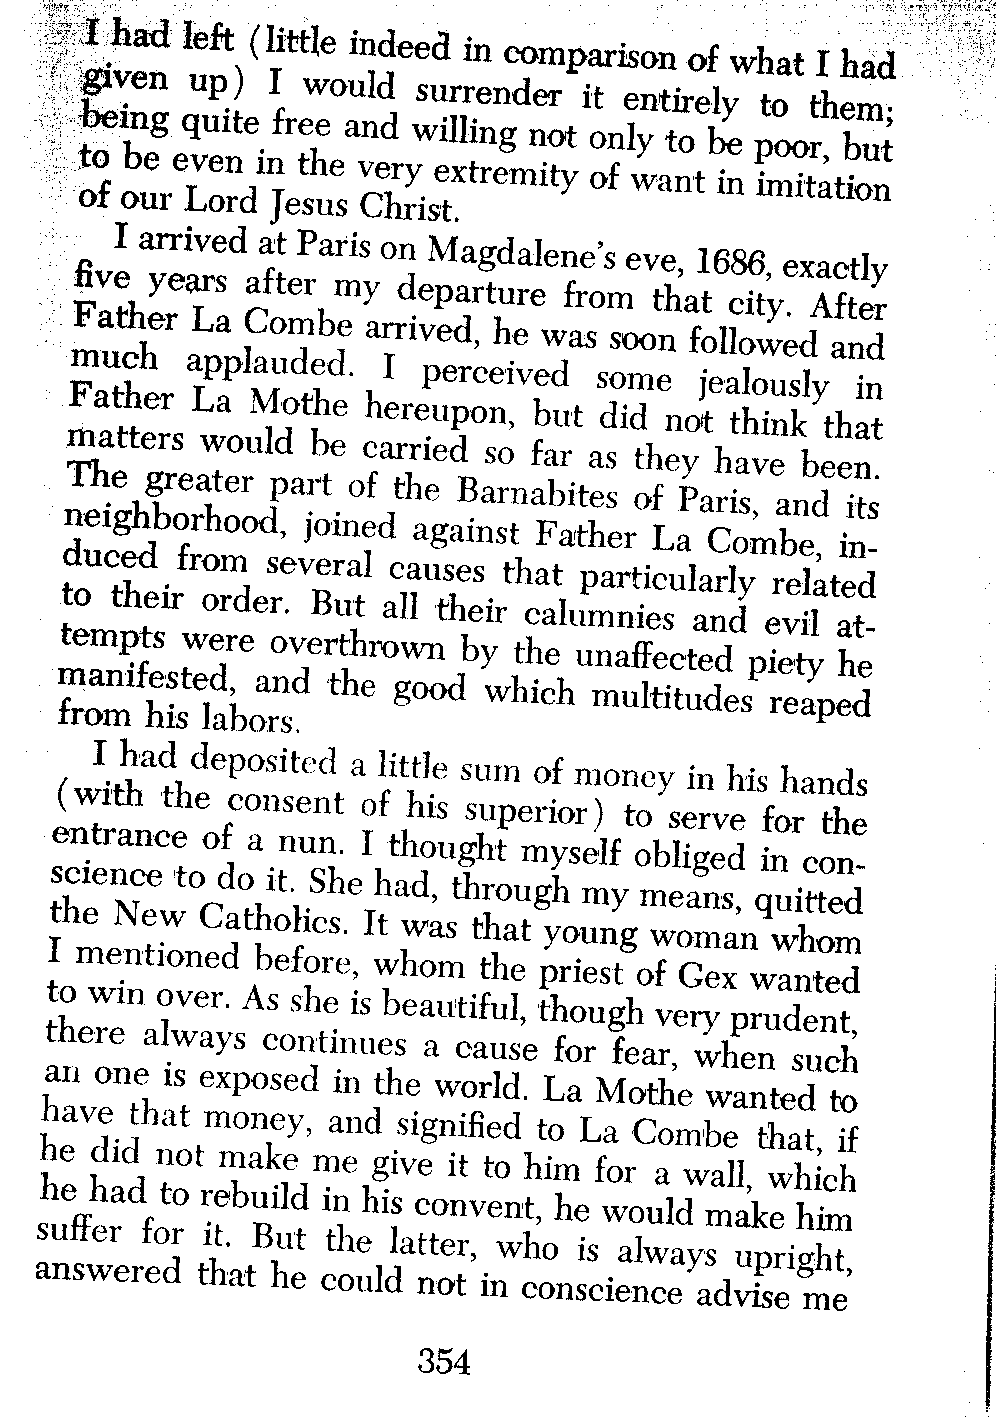 I had left (little indeed in comparison of what I had
given up) I would surrender it entirely to them;
being quite free and willing not only to be poor, but
to be even in the very extremity of want in imitation
of our Lord Jesus Christ.
I arrived at Paris on Magdalene's eve, 1686, exactly
five years after my departure from that city. After
Father La Combe arrived, he was soon followed and
much applauded. I perceived some jealously in
Father La Mothe hereupon, but did not think that
matters would be carried so far as they have been.
The greater part of the Barnabites of Paris, and its
neighborhood, joined against Father La Combe, in-
duced from several causes that particularly related
to their order. But all their calumnies and evil at-
tempts were overthrown by the unaffected piety he
manifested, and the good which multitudes reaped
from his labors.
I had deposited a little sum of money in his hands
(with the consent of his superior) to serve for the
entrance of a nun. I thought myself obliged in con-
science to do it. She had, through my means, quitted
the New Catholics. It was that young woman whom
I mentioned before, whom the priest of Gex wanted
to win over. As she is beautiful, though very prudent,
there always continues a cause for fear, when such
an one is exposed in the world. La Mothe wanted to
have that money, and signified to La Combe that, if
he did not make me give it to him for a wall, which
he had to rebuild in his convent, he would make him
suffer for it. But the latter, who is always upright,
answered that he could not in conscience advise me
354